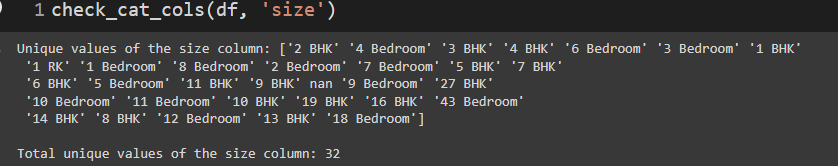 1 check_cat_cols(df, 'size')
Unique values of the size column: ['2 BHK' '4 Bedroom' '3 BHK' '4 BHK' '6 Bedroom' '3 Bedroom' '1 BHK'
'1 RK' '1 Bedroom' '8 Bedroom' '2 Bedroom' '7 Bedroom' '5 BHK' '7 BHK'
'6 BHK' '5 Bedroom' '11 BHK' '9 BHK' nan '9 Bedroom' '27 BHK'
'10 Bedroom' '11 Bedroom' '10 BHK' '19 BHK' '16 BHK' '43 Bedroom'
'14 BHK' '8 BHK' '12 Bedroom' '13 BHK' '18 Bedroom']
Total unique values of the size column: 32